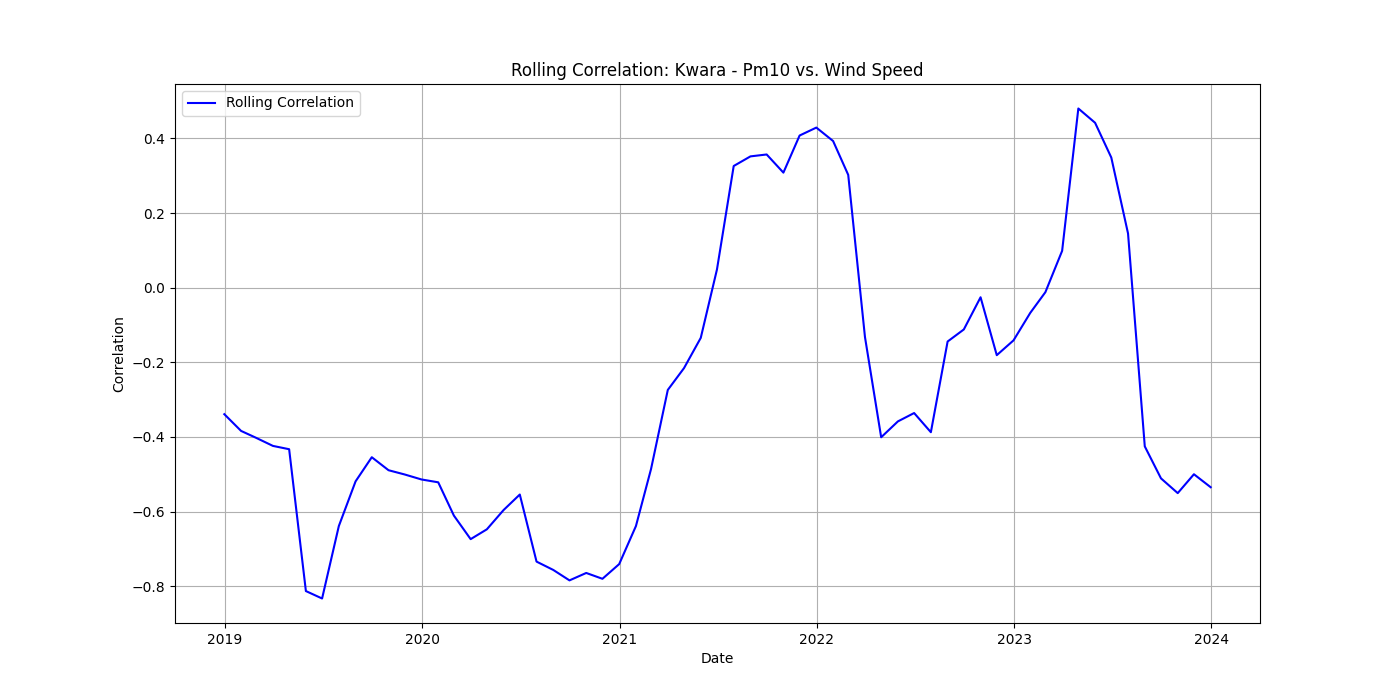 Rolling Correlation: Kwara - Pm10 vs. Wind Speed
Rolling Correlation
Correlation
0.4
0.2
0.0
−0.2
−0.4
−0.6
−0.8
2019 2020 2021 2022 2023 2024
Date